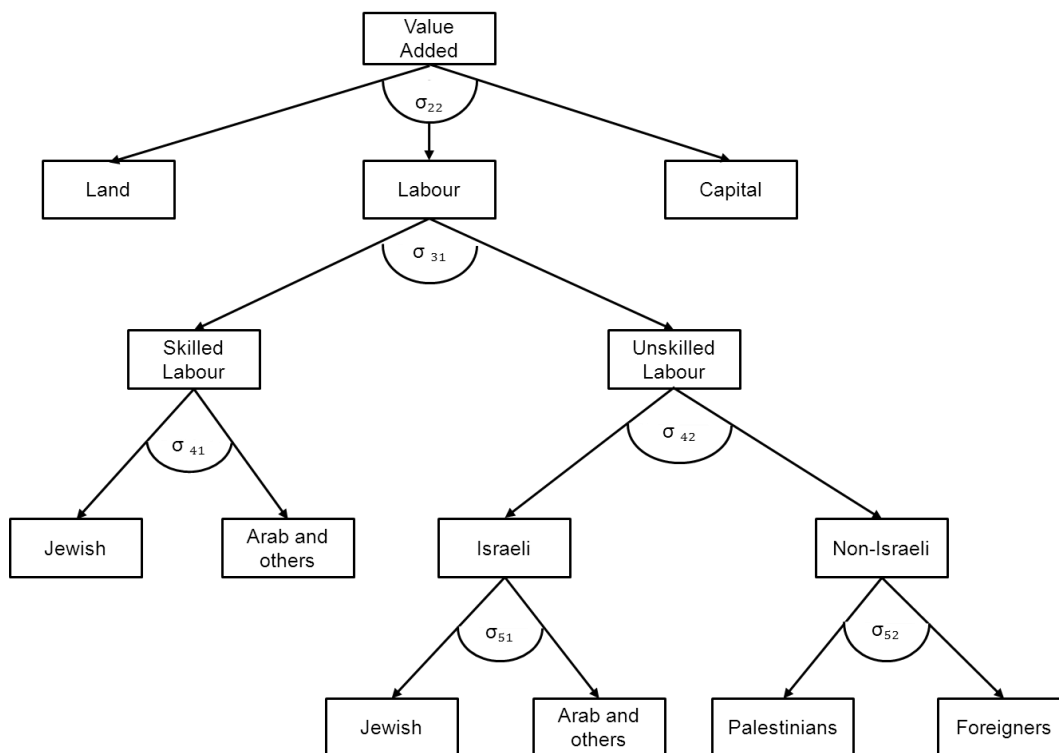 Value
Added
σ22
Land
Labour
Capital
σ 31
Skilled
Labour
Unskilled
Labour
σ 41
σ 42
Jewish
Arab and
others
Israeli
Non-Israeli
σ51
σ52
Jewish
Arab and
others
Palestinians
Foreigners